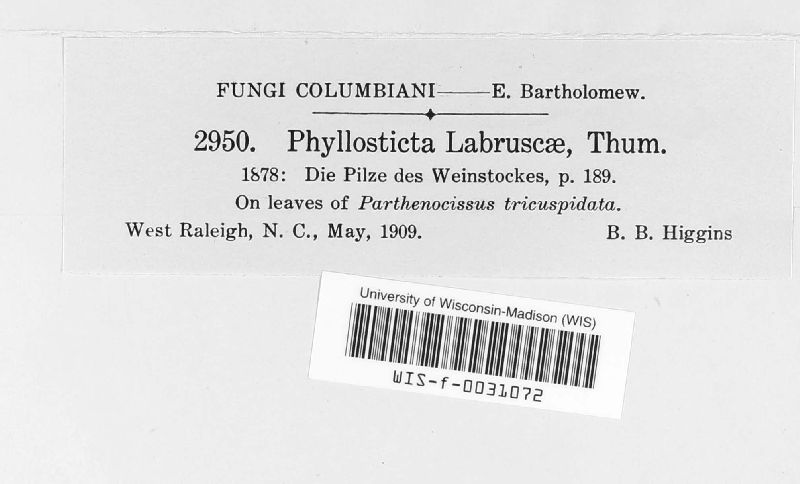 FUNGI COLUMBIANI——E. Bartholomew.
2950. Phyllosticta Labruscæ, Thum.
1878: Die Pilze des Weinstockes, p. 189.
On leaves of Parthenocissus tricuspidata.
West Raleigh, N. C., May, 1909. B. B. Higgins
University of Wisconsin-Madison (WIS)
WIS-f-0031072